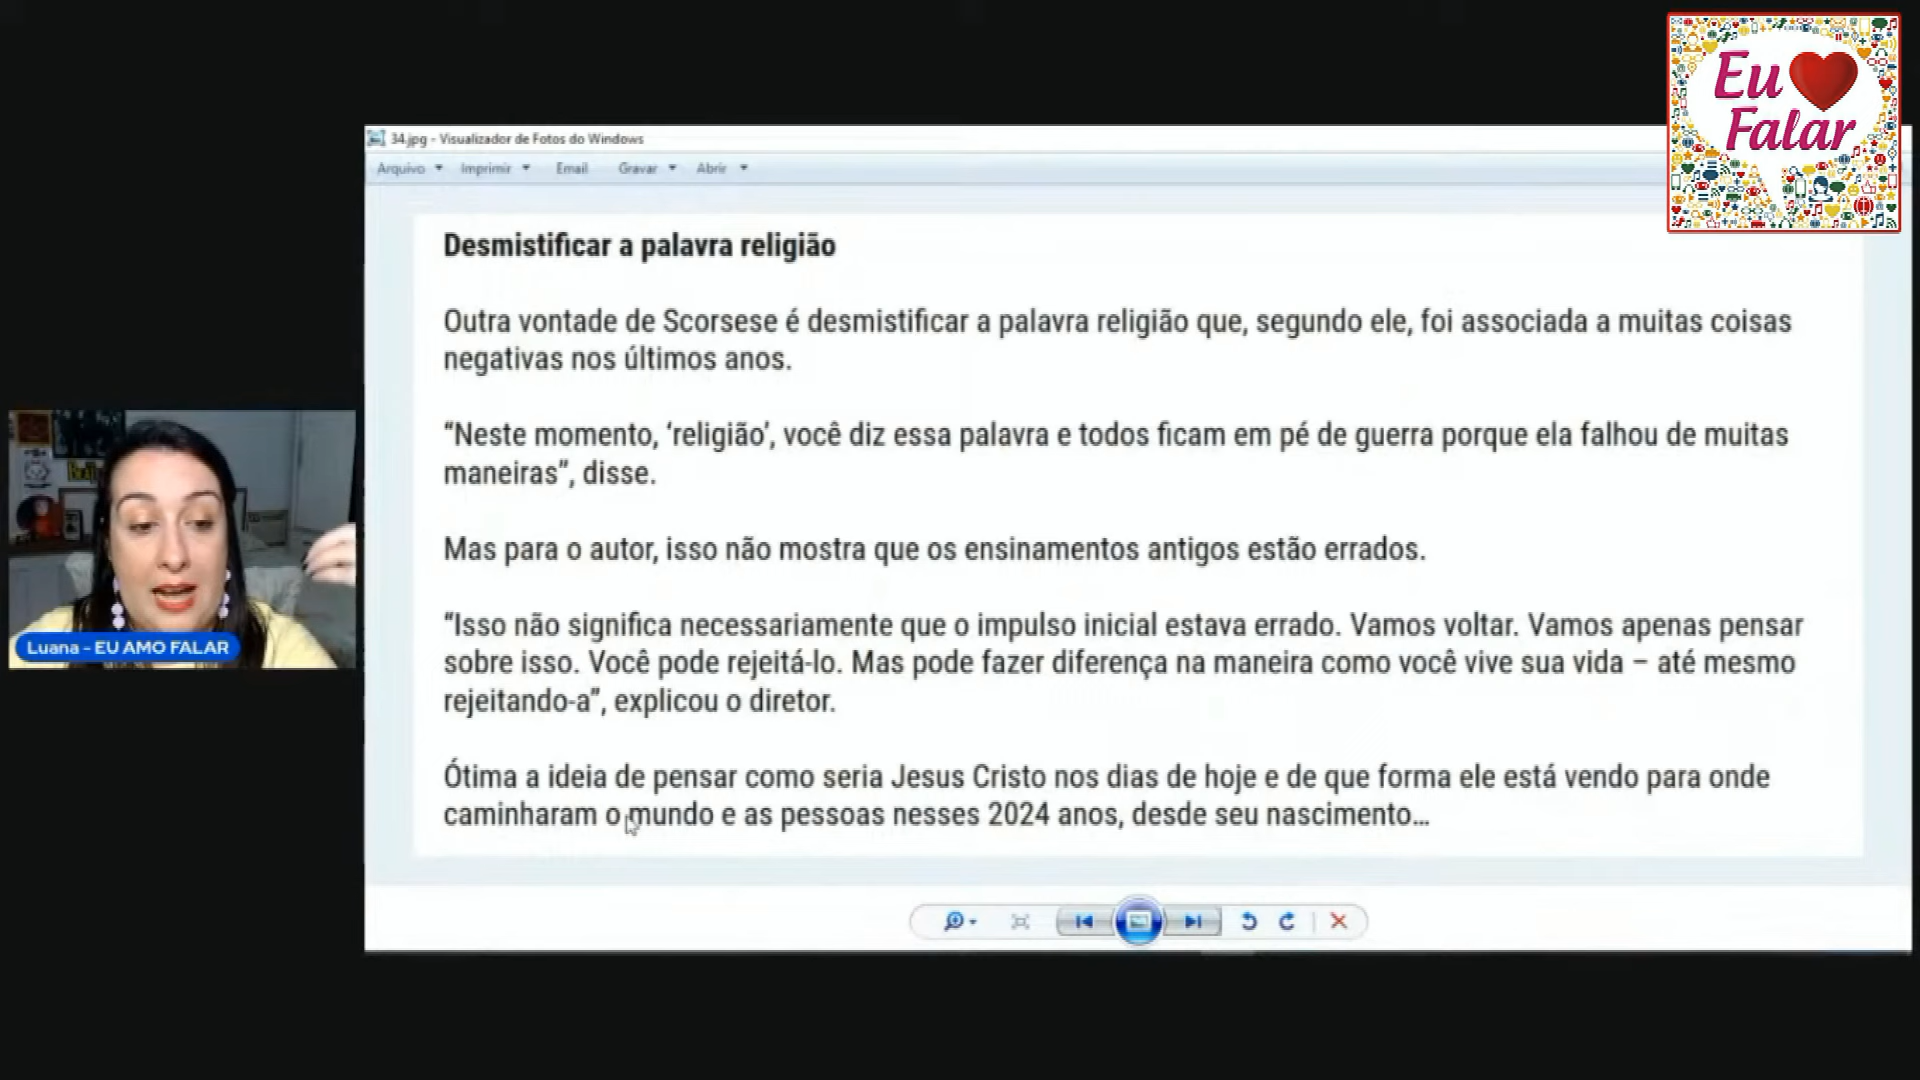 Eu
Falar
34.jpg - Visualizador de Fotos do Windows
Arquivo Imprimir Email Gravar Abrir
Desmistificar a palavra religião
Outra vontade de Scorsese é desmistificar a palavra religião que, segundo ele, foi associada a muitas coisas
negativas nos últimos anos.
“Neste momento, ‘religião’, você diz essa palavra e todos ficam em pé de guerra porque ela falhou de muitas
maneiras”, disse.
Mas para o autor, isso não mostra que os ensinamentos antigos estão errados.
“Isso não significa necessariamente que o impulso inicial estava errado. Vamos voltar. Vamos apenas pensar
sobre isso. Você pode rejeitá-lo. Mas pode fazer diferença na maneira como você vive sua vida – até mesmo
rejeitando-a”, explicou o diretor.
Ótima a ideia de pensar como seria Jesus Cristo nos dias de hoje e de que forma ele está vendo para onde
caminharam o mundo e as pessoas nesses 2024 anos, desde seu nascimento...
Luana - EU AMO FALAR